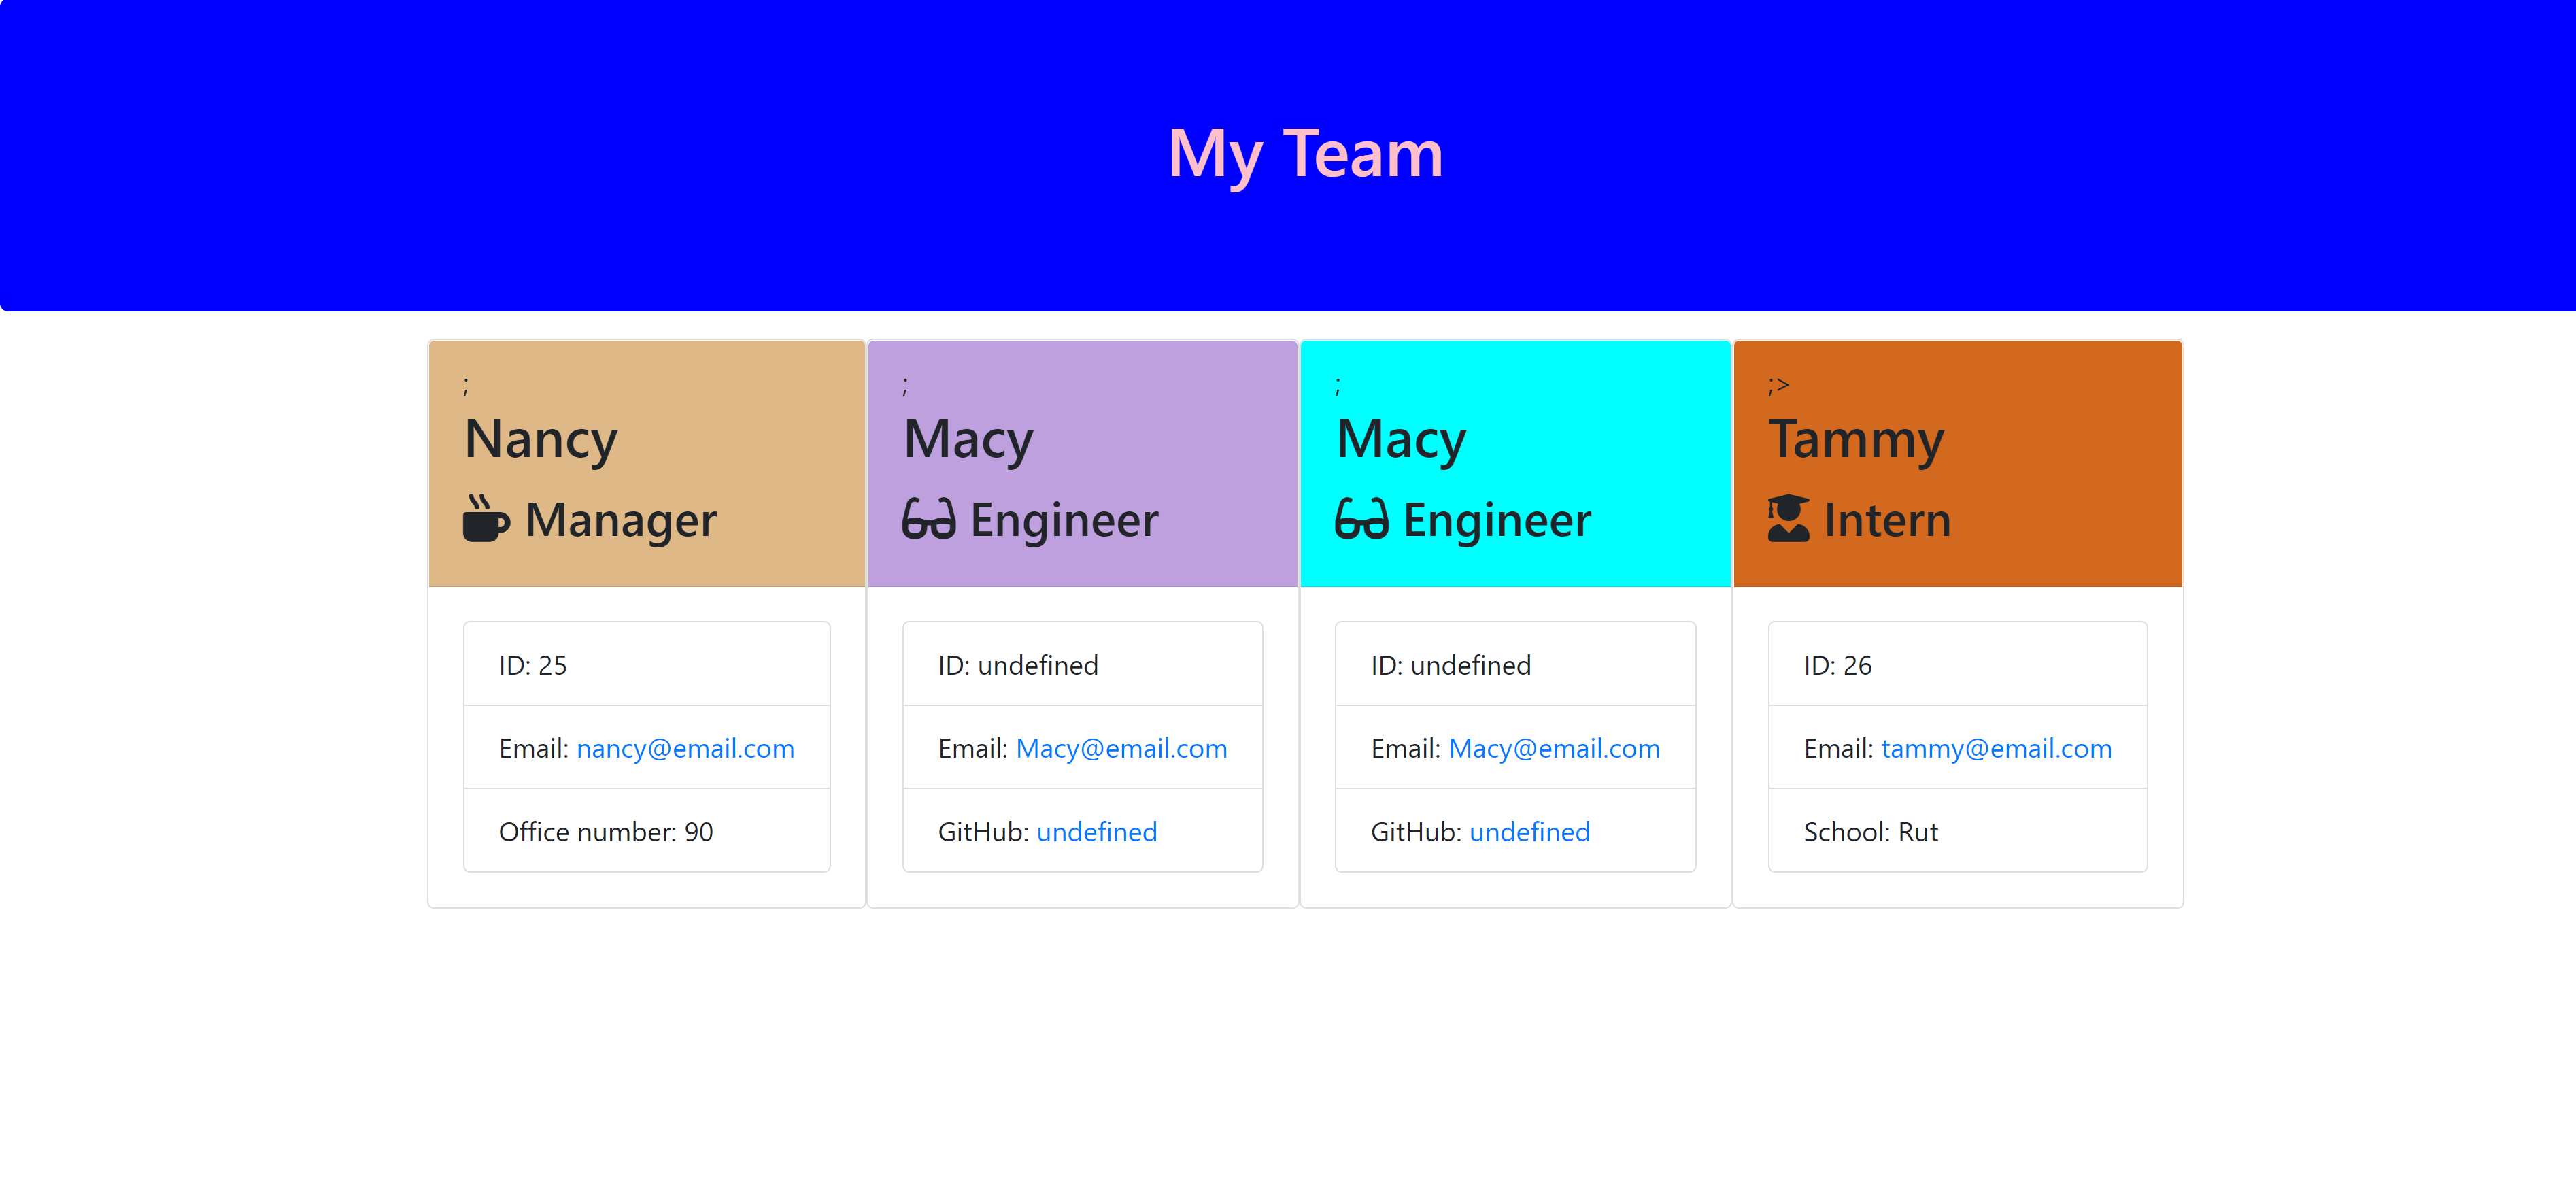 My Team
;
Nancy
Manager
ID: 25
Email: nancy@email.com
Office number: 90
;
Macy
Engineer
ID: undefined
Email: Macy@email.com
GitHub: undefined
;
Macy
Engineer
ID: undefined
Email: Macy@email.com
GitHub: undefined
;>
Tammy
Intern
ID: 26
Email: tammy@email.com
School: Rut